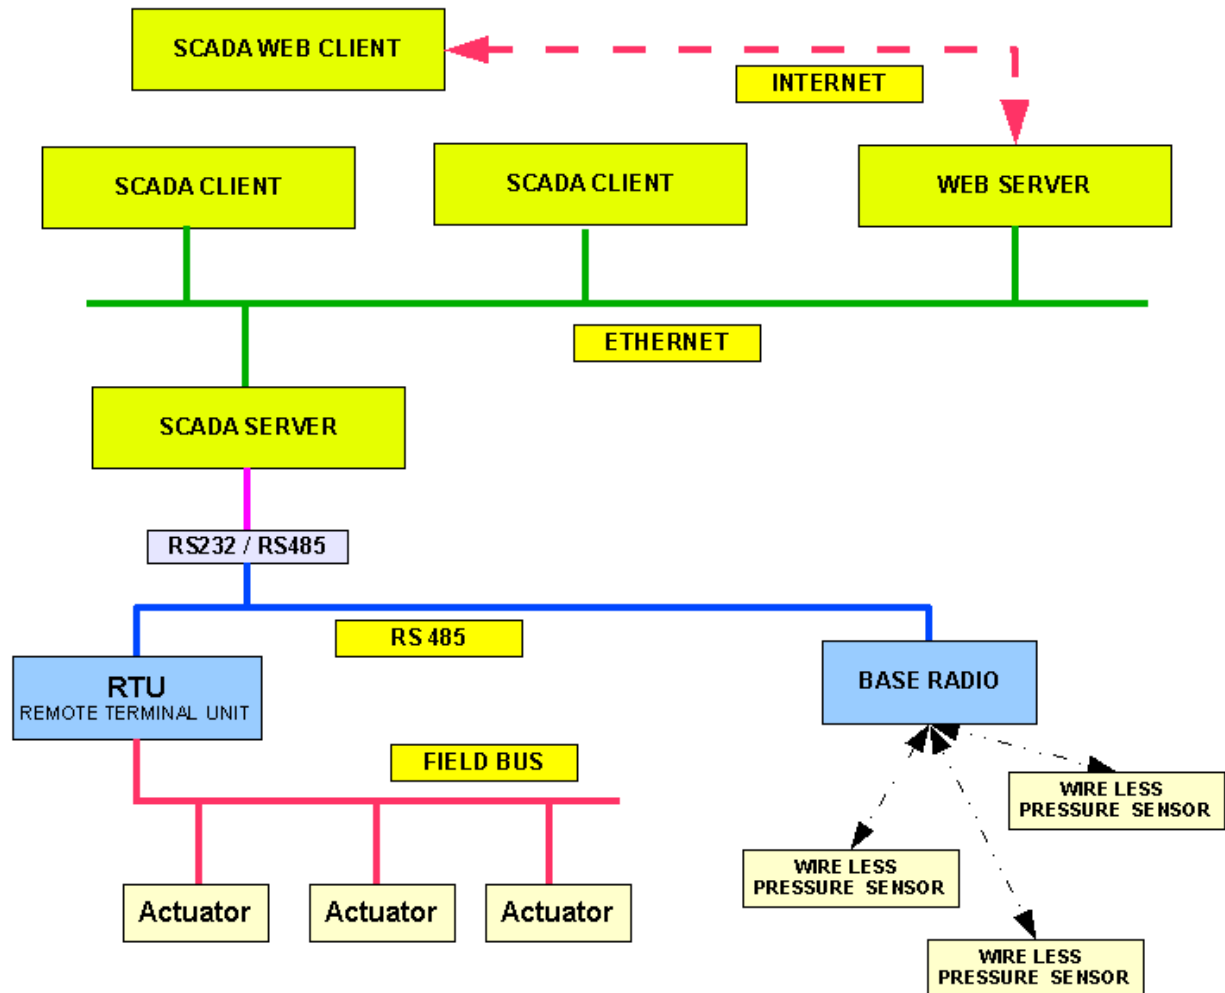 SCADA WEB CLIENT
INTERNET
SCADA CLIENT
SCADA CLIENT
WEB SERVER
ETHERNET
SCADA SERVER
RS232 / RS485
RS 485
RTU
REMOTE TERMINAL UNIT
BASE RADIO
FIELD BUS
WIRE LESS
PRESSURE SENSOR
WIRE LESS
PRESSURE SENSOR
Actuator
Actuator
Actuator
WIRE LESS
PRESSURE SENSOR